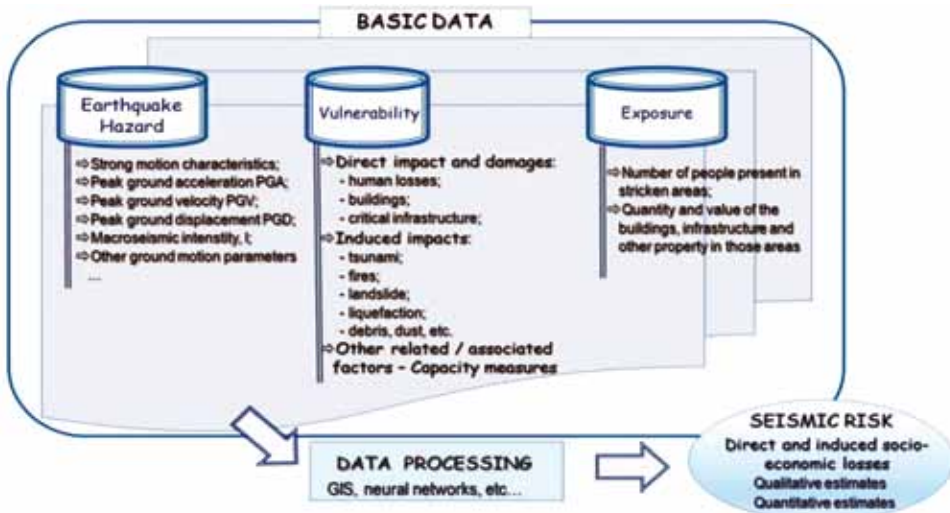 BASIC DATA
Earthquake
Hazard
⇨Strong motion characteristics;
⇨Peak ground acceleration PGA;
⇨Peak ground velocity PGV;
⇨Peak ground displacement PGD;
⇨Macroseismic intenstity, I;
⇨Other ground motion parameters
...
Vulnerability
⇨Direct impact and damages:
- human losses;
- buildings;
- critical infrastructure;
⇨Induced impacts:
- tsunami;
- fires;
- landslide;
- liquefaction;
- debris, dust, etc.
⇨Other related / associated
factors – Capacity measures
Exposure
⇨Number of people present in
stricken areas;
⇨Quantity and value of the
buildings, infrastructure and
other property in those areas
DATA PROCESSING
GIS, neural networks, etc...
SEISMIC RISK
Direct and induced socio-
economic losses
Qualitative estimates
Quantitative estimates